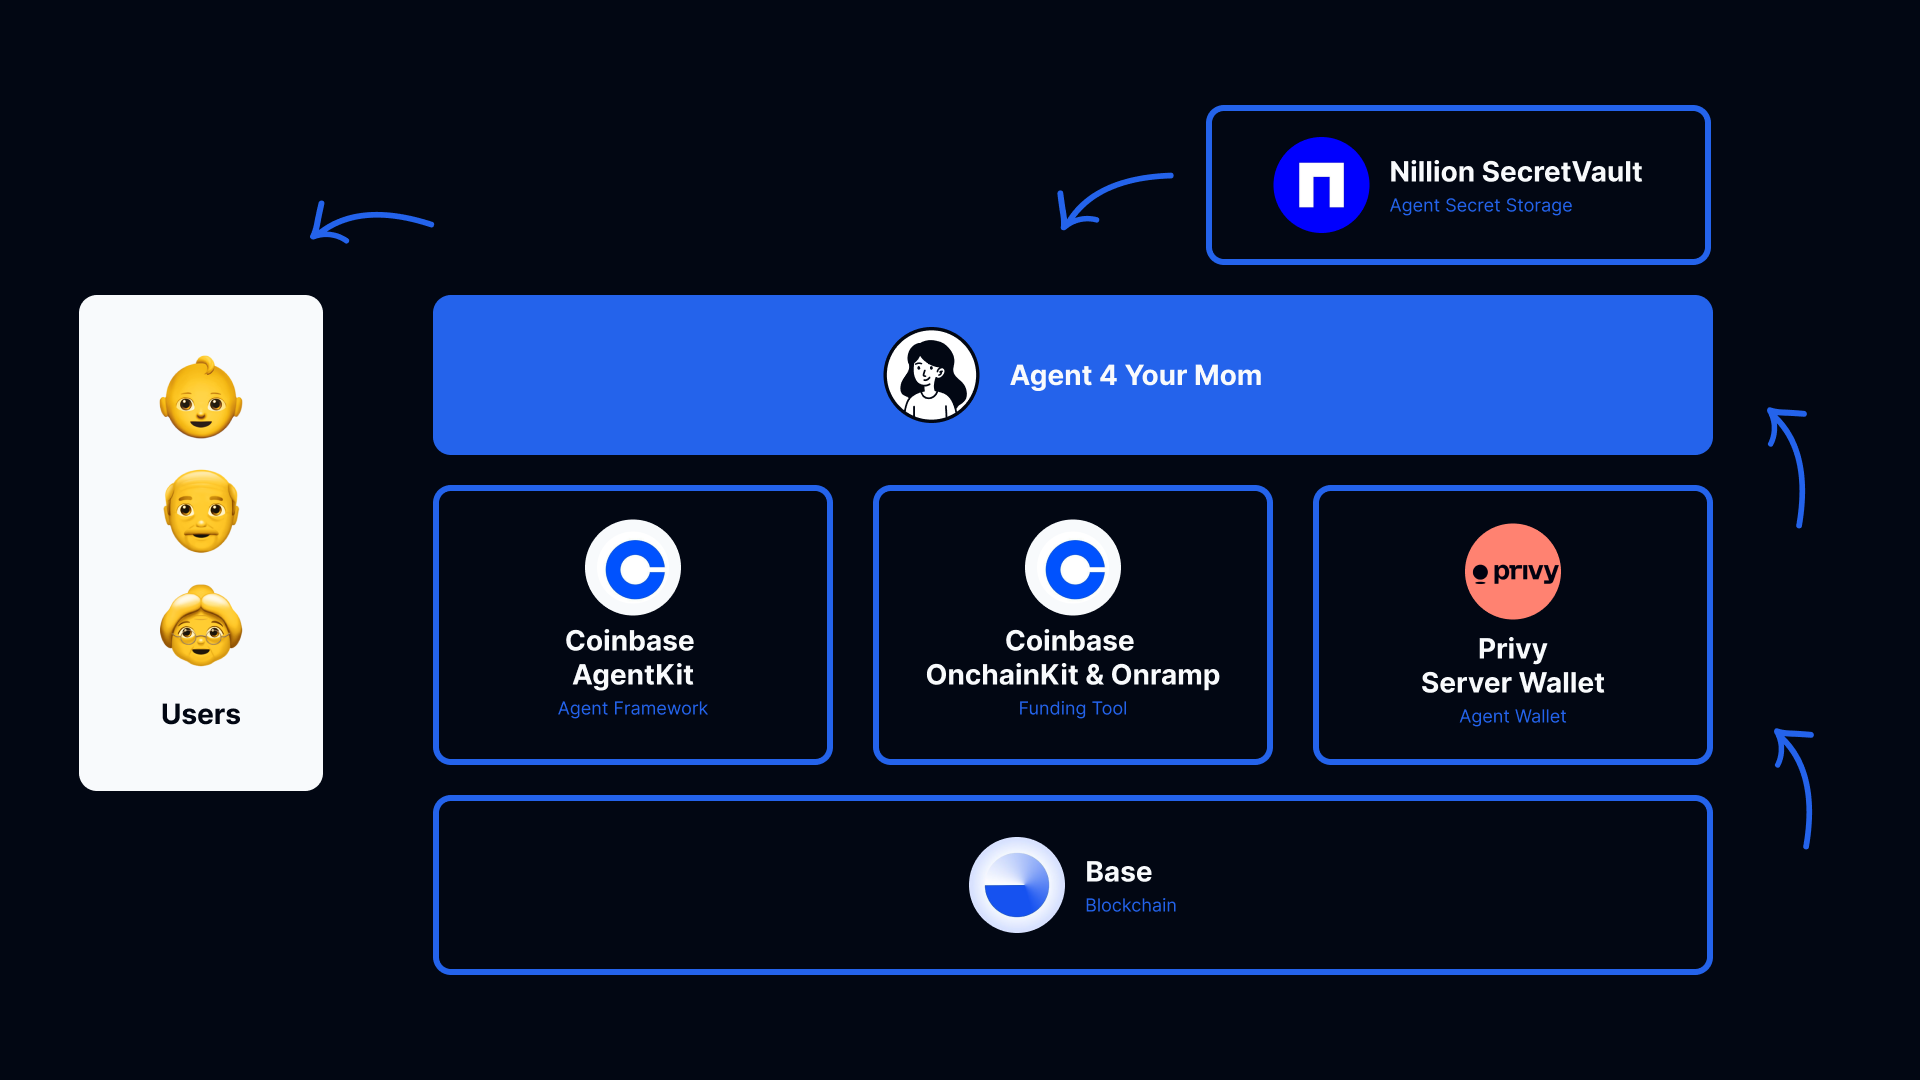 Nillion SecretVault
Agent Secret Storage
Agent 4 Your Mom
Users
Coinbase
AgentKit
Agent Framework
Coinbase
OnchainKit & Onramp
Funding Tool
privy
Privy
Server Wallet
Agent Wallet
Base
Blockchain